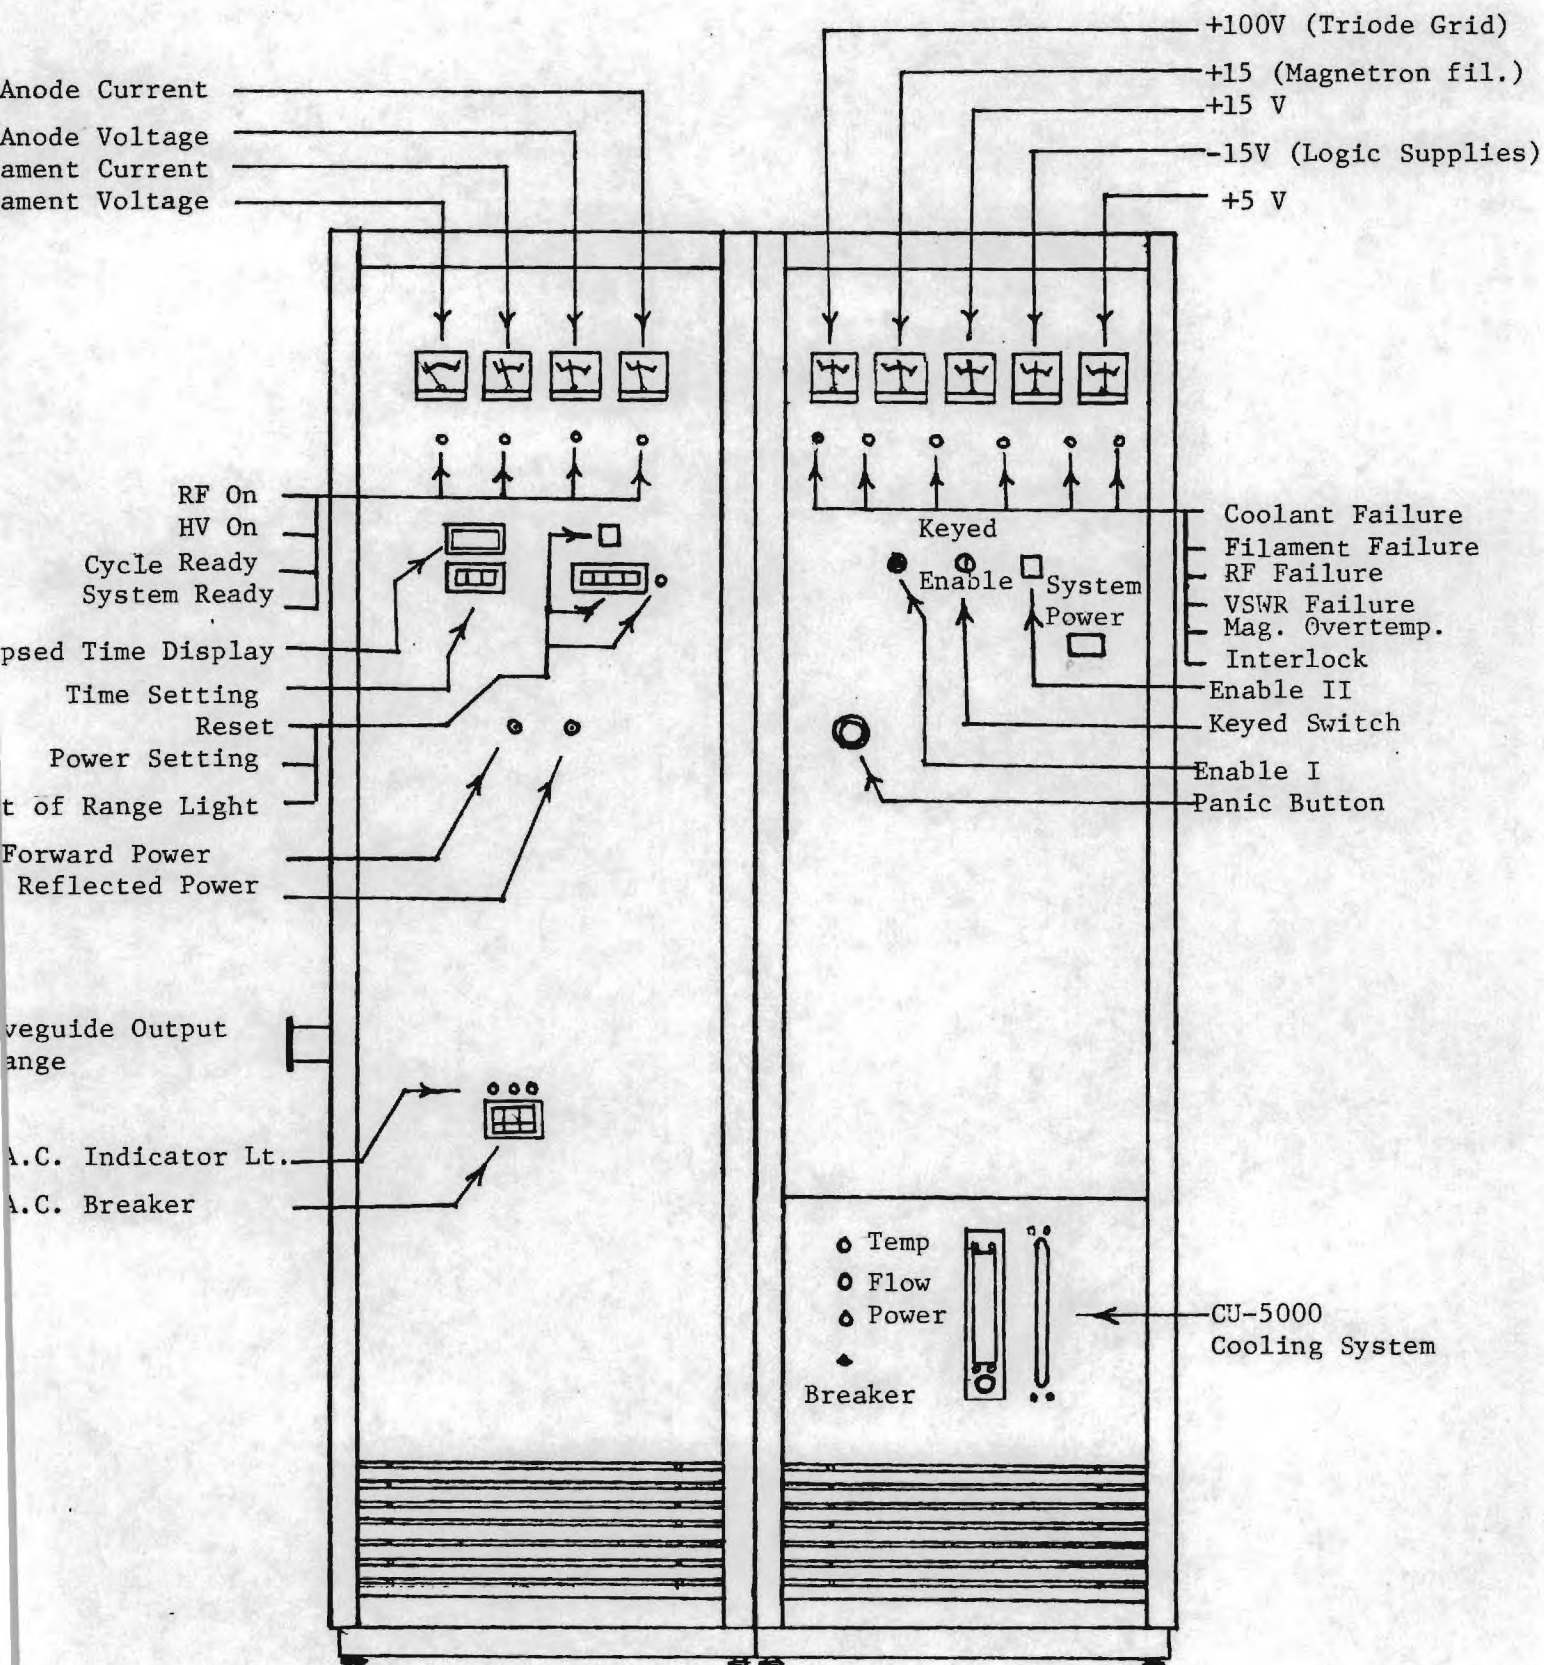 Anode Current
Anode Voltage
ament Current
ament Voltage
+100V (Triode Grid)
+15 (Magnetron fil.)
+15 V
-15V (Logic Supplies)
+5 V
RF On
HV On
Cycle Ready
System Ready
psed Time Display
Time Setting
Reset
Power Setting
t of Range Light
Forward Power
Reflected Power
veguide Output
ange
A.C. Indicator Lt.
A.C. Breaker
Keyed
Enable
System
Power
Coolant Failure
Filament Failure
RF Failure
VSWR Failure
Mag. Overtemp.
Interlock
Enable II
Keyed Switch
Enable I
Panic Button
Temp
Flow
Power
Breaker
CU-5000
Cooling System